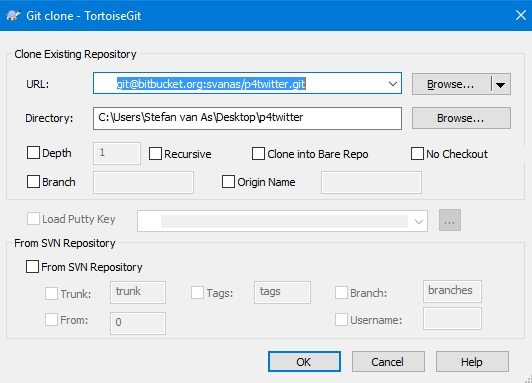 Git clone - TortoiseGit
Clone Existing Repository
URL: git@bitbucket.org:svanas/p4twitter.git Browse...
Directory: C:\Users\Stefan van As\Desktop\p4twitter Browse...
Depth 1 Recursive Clone into Bare Repo No Checkout
Branch Origin Name
Load Putty Key ...
From SVN Repository
From SVN Repository
Trunk: trunk Tags: tags Branch: branches
From: 0 Username:
OK Cancel Help